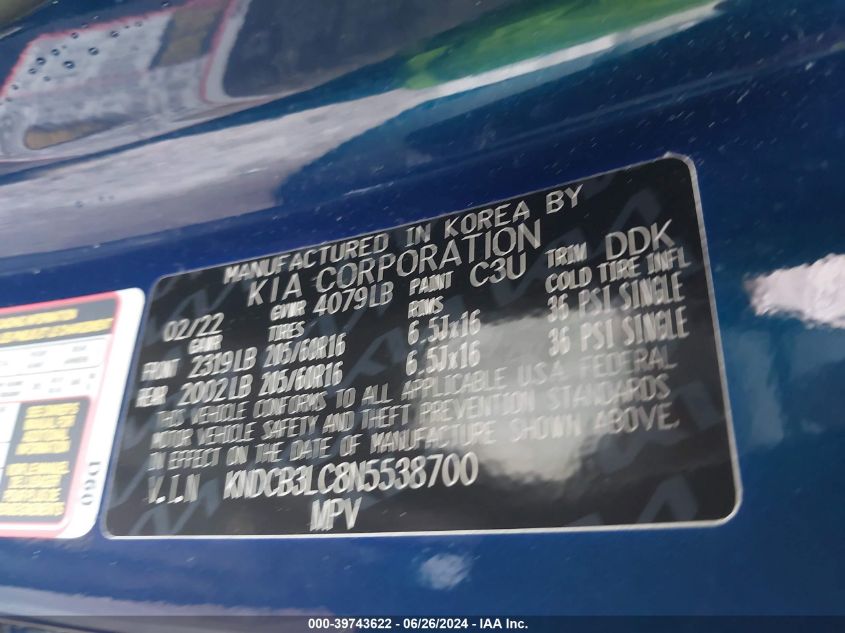 MANUFACTURED IN KOREA BY
KIA CORPORATION
02/22 GVWR 4079LB PAINT C3U TRIM DDK
GAWR TIRES RIMS COLD TIRE INFL
FRONT 2319LB 205/60R16 6.5Jx16 36 PSI SINGLE
REAR 2002LB 205/60R16 6.5Jx16 36 PSI SINGLE
THIS VEHICLE CONFORMS TO ALL APPLICABLE U.S.A FEDERAL
MOTOR VEHICLE SAFETY AND THEFT PREVENTION STANDARDS
IN EFFECT ON THE DATE OF MANUFACTURE SHOWN ABOVE.
V.I.N KNDCB3LC8N5538700
MPV
D60
000-39743622 - 06/26/2024 - IAA Inc.